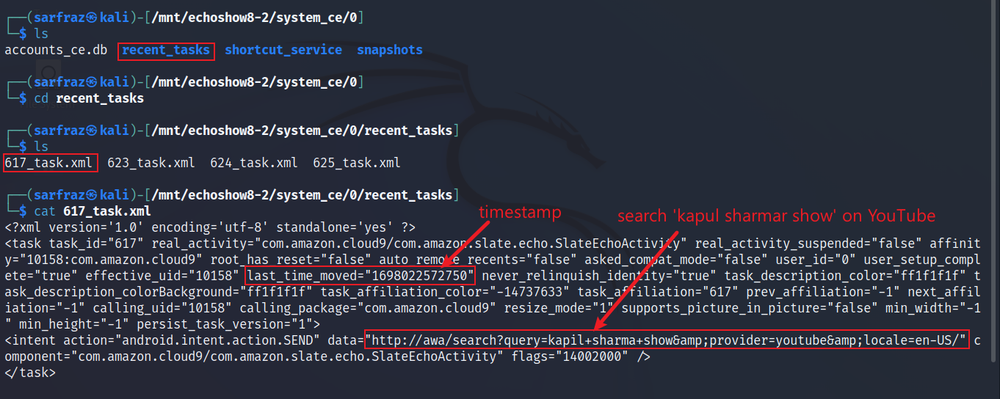 ┌──(sarfraz㉿kali)-[/mnt/echoshow8-2/system_ce/0]
└─$ ls
accounts_ce.db recent_tasks shortcut_service snapshots
┌──(sarfraz㉿kali)-[/mnt/echoshow8-2/system_ce/0]
└─$ cd recent_tasks
┌──(sarfraz㉿kali)-[/mnt/echoshow8-2/system_ce/0/recent_tasks]
└─$ ls
617_task.xml 623_task.xml 624_task.xml 625_task.xml
┌──(sarfraz㉿kali)-[/mnt/echoshow8-2/system_ce/0/recent_tasks]
└─$ cat 617_task.xml
timestamp
search 'kapul sharmar show' on YouTube
<?xml version='1.0' encoding='utf-8' standalone='yes' ?>
<task task_id="617" real_activity="com.amazon.cloud9/com.amazon.slate.echo.SlateEchoActivity" real_activity_suspended="false" affinit
y="10158:com.amazon.cloud9" root_has_reset="false" auto_remove_recents="false" asked_compat_mode="false" user_id="0" user_setup_compl
ete="true" effective_uid="10158" last_time_moved="1698022572750" never_relinquish_identity="true" task_description_color="ff1f1f1f" t
ask_description_colorBackground="ff1f1f1f" task_affiliation_color="-14737633" task_affiliation="617" prev_affiliation="-1" next_affil
iation="-1" calling_uid="10158" calling_package="com.amazon.cloud9" resize_mode="1" supports_picture_in_picture="false" min_width="-1
" min_height="-1" persist_task_version="1">
<intent action="android.intent.action.SEND" data="http://awa/search?query=kapil+sharma+show&amp;provider=youtube&amp;locale=en-US/" c
omponent="com.amazon.cloud9/com.amazon.slate.echo.SlateEchoActivity" flags="14002000" />
</task>